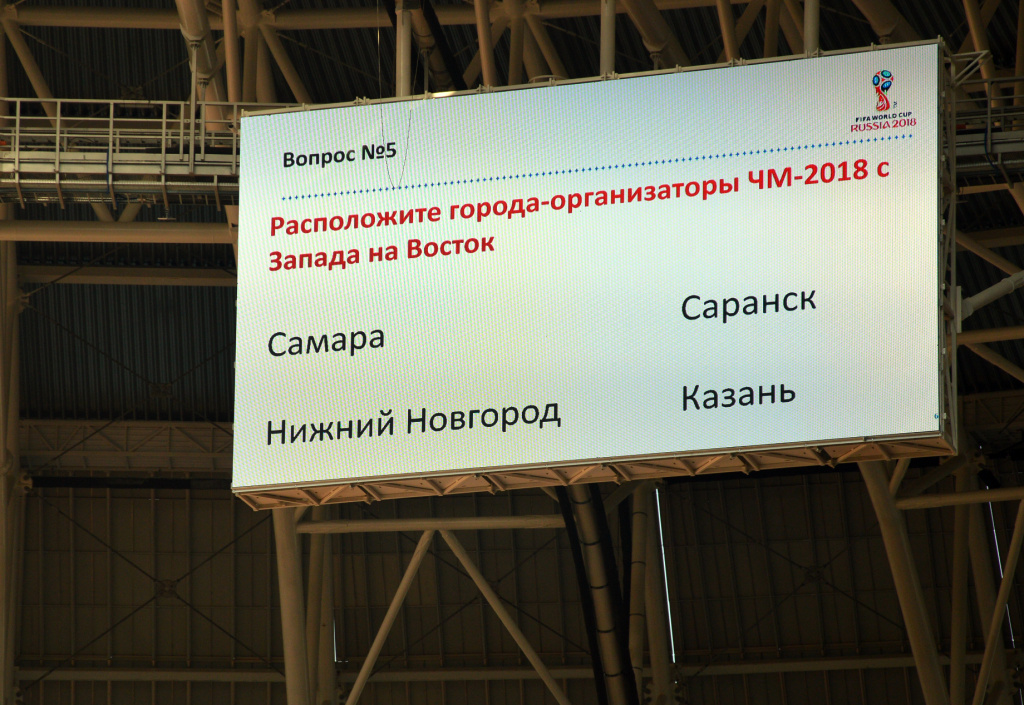 FIFA WORLD CUP
RUSSIA 2018
Вопрос №5
Расположите города-организаторы ЧМ-2018 с
Запада на Восток
Самара
Саранск
Нижний Новгород
Казань